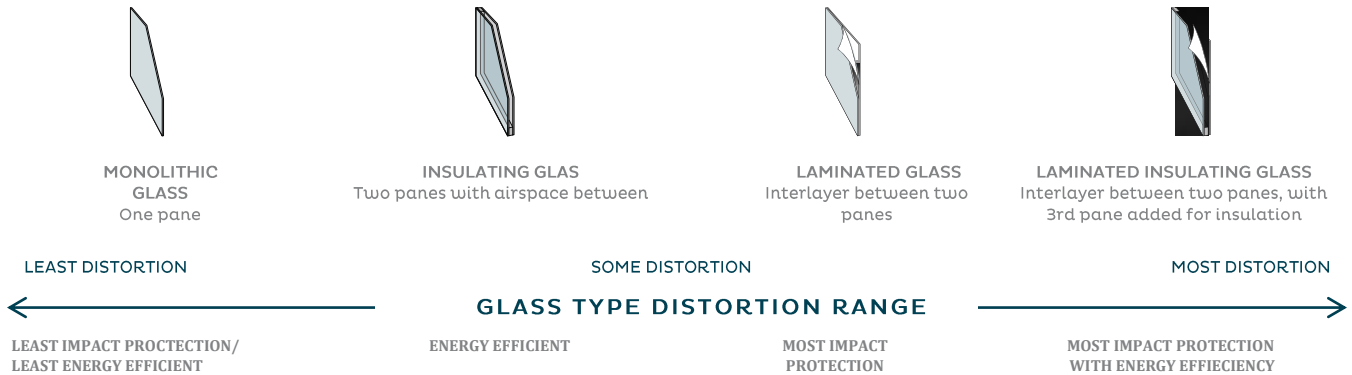 MONOLITHIC
GLASS
One pane
INSULATING GLAS
Two panes with airspace between
LAMINATED GLASS
Interlayer between two
panes
LAMINATED INSULATING GLASS
Interlayer between two panes, with
3rd pane added for insulation
LEAST DISTORTION
SOME DISTORTION
MOST DISTORTION
GLASS TYPE DISTORTION RANGE
LEAST IMPACT PROCTECTION/
LEAST ENERGY EFFICIENT
ENERGY EFFICIENT
MOST IMPACT
PROTECTION
MOST IMPACT PROTECTION
WITH ENERGY EFFIECIENCY